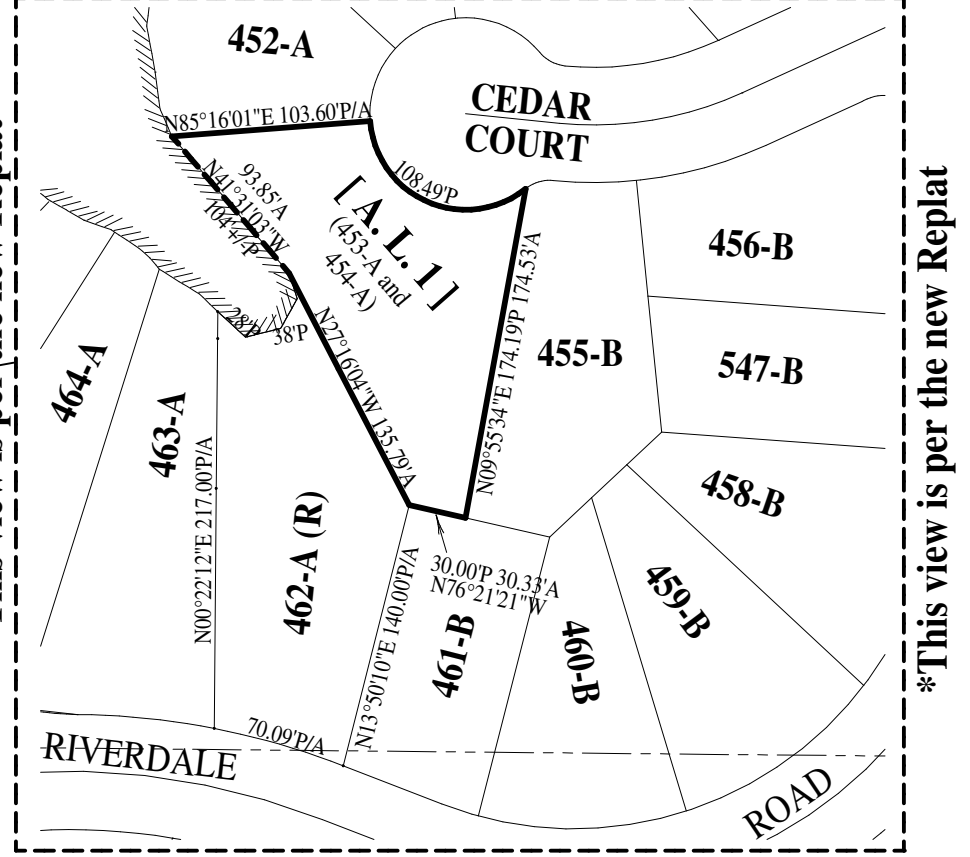 452-A
CEDAR
COURT
N85°16'01"E 103.60'P/A
108.49'P
93.85'A
N41°31'03"W
[ A. L. 1 ]
(453-A and
454-A)
456-B
N09°55'34"E 174.19'P 174.53'A
28'P
38'P
N27°16'04"W 135.79'A
455-B
547-B
464-A
463-A
458-B
N00°22'12"E 217.00'P/A
462-A (R)
30.00'P 30.33'A
N76°21'21"W
N13°50'10"E 140.00'P/A
461-B
460-B
459-B
70.09'P/A
RIVERDALE
ROAD
*This view is per the new Replat